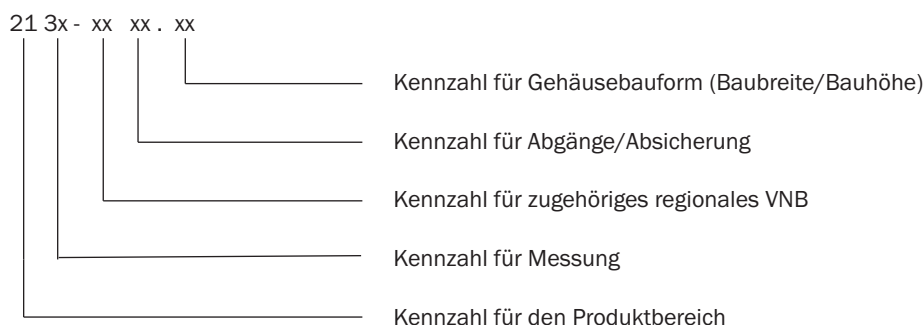 21 3x - xx xx . xx
Kennzahl für Gehäusebauform (Baubreite/Bauhöhe)
Kennzahl für Abgänge/Absicherung
Kennzahl für zugehöriges regionales VNB
Kennzahl für Messung
Kennzahl für den Produktbereich